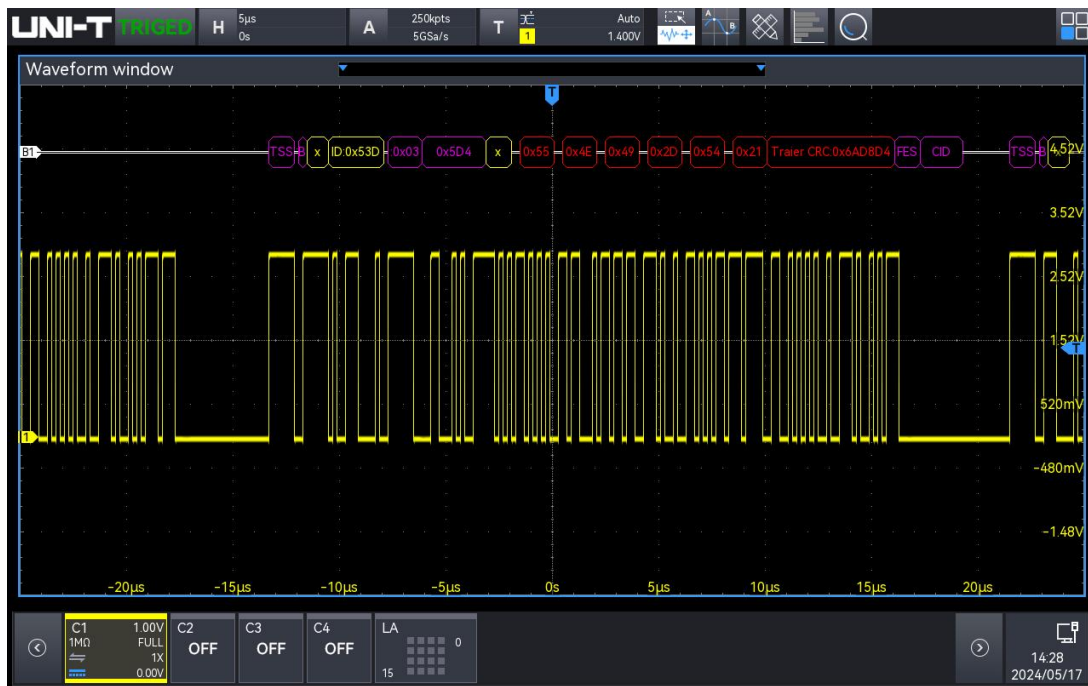 UNI-T TRIGED H 5μs 0s A 250kpts 5GSa/s T 1 Auto 1.400V A B
Waveform window
T
B1 TSS B x ID:0x53D 0x03 0x5D4 x 0x55 0x4E 0x49 0x2D 0x54 0x21 Traier CRC:0x6AD8D4 FES CID TSS B x 4.52V
3.52V
2.52V
1.52V
T
520mV
1
-480mV
-1.48V
-20μs -15μs -10μs -5μs 0s 5μs 10μs 15μs 20μs
C1 1.00V C2 C3 C4 LA
1MΩ FULL OFF OFF OFF 0
1X 14:28
0.00V 15 2024/05/17